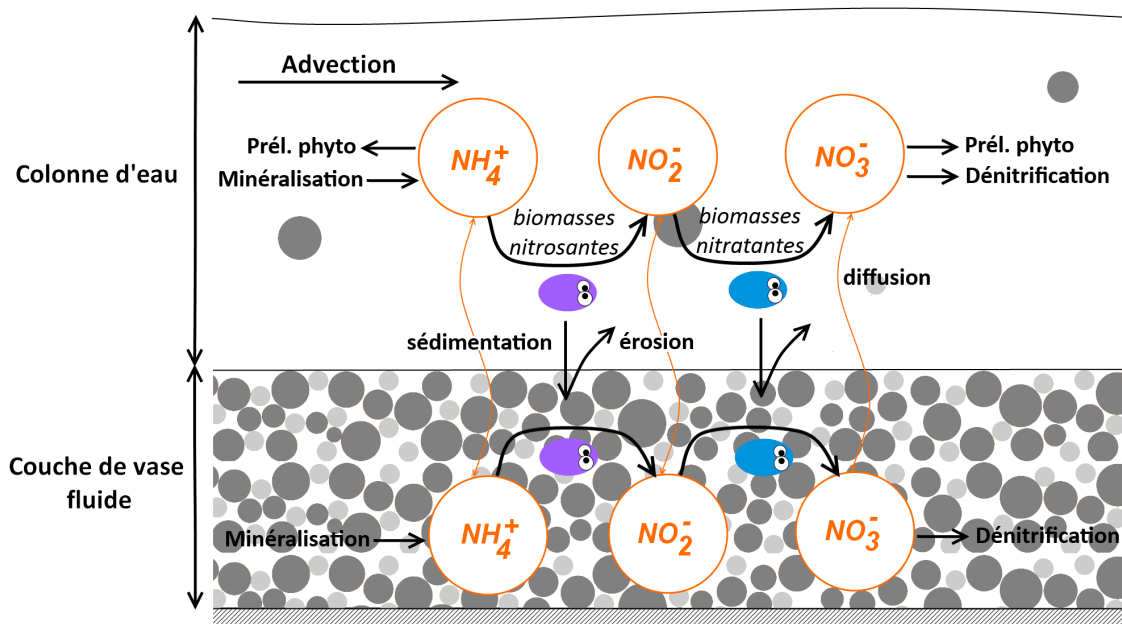 Advection
Prél. phyto
Minéralisation
NH4+
NO2-
NO3-
Prél. phyto
Dénitrification
Colonne d'eau
biomasses
nitrosantes
biomasses
nitratantes
diffusion
sédimentation
érosion
Couche de vase
fluide
Minéralisation
NH4+
NO2-
NO3-
Dénitrification